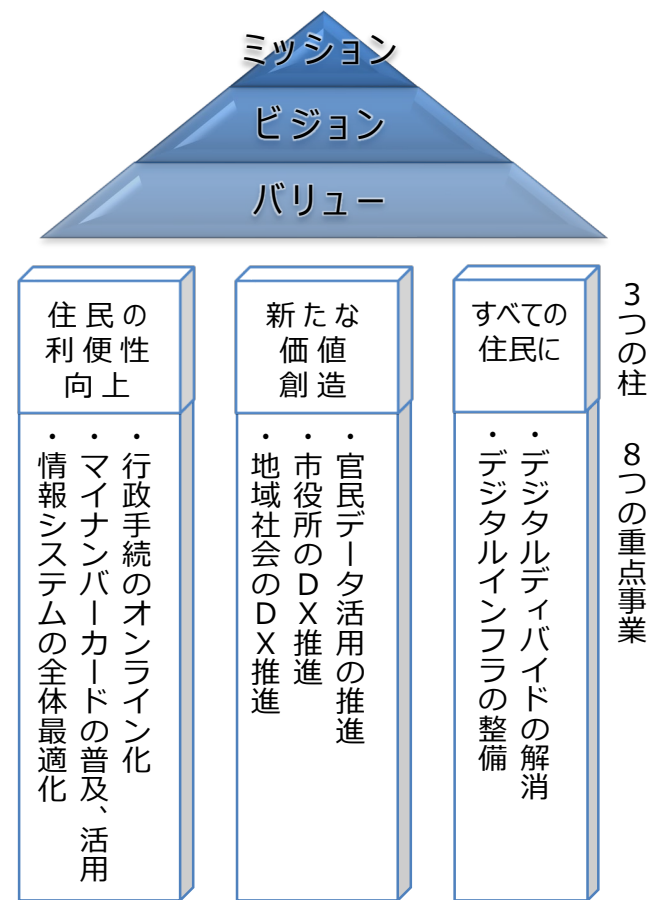 ミッション
ビジョン
バリュー
住民の
利便性
向上
・行政手続のオンライン化
・マイナンバーカードの普及、活用
・情報システムの全体最適化
新たな
価値
創造
・官民データ活用の推進
・市役所のＤＸ推進
・地域社会のＤＸ推進
すべての
住民に
・デジタルディバイドの解消
・デジタルインフラの整備
３つの柱
８つの重点事業